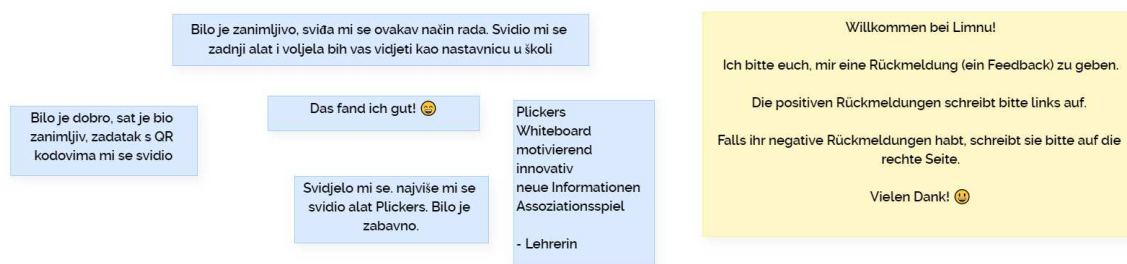 Bilo je zanimljivo, sviđa mi se ovakav način rada. Svidio mi se
zadnji alat i voljela bih vas vidjeti kao nastavnicu u školi
Bilo je dobro, sat je bio
zanimljiv, zadatak s QR
kodovima mi se svidio
Das fand ich gut! 😄
Svidjelo mi se. najviše mi se
svidio alat Plickers. Bilo je
zabavno.
Plickers
Whiteboard
motivierend
innovativ
neue Informationen
Assoziationsspiel
- Lehrerin
Willkommen bei Limnu!
Ich bitte euch, mir eine Rückmeldung (ein Feedback) zu geben.
Die positiven Rückmeldungen schreibt bitte links auf.
Falls ihr negative Rückmeldungen habt, schreibt sie bitte auf die
rechte Seite.
Vielen Dank! 😃